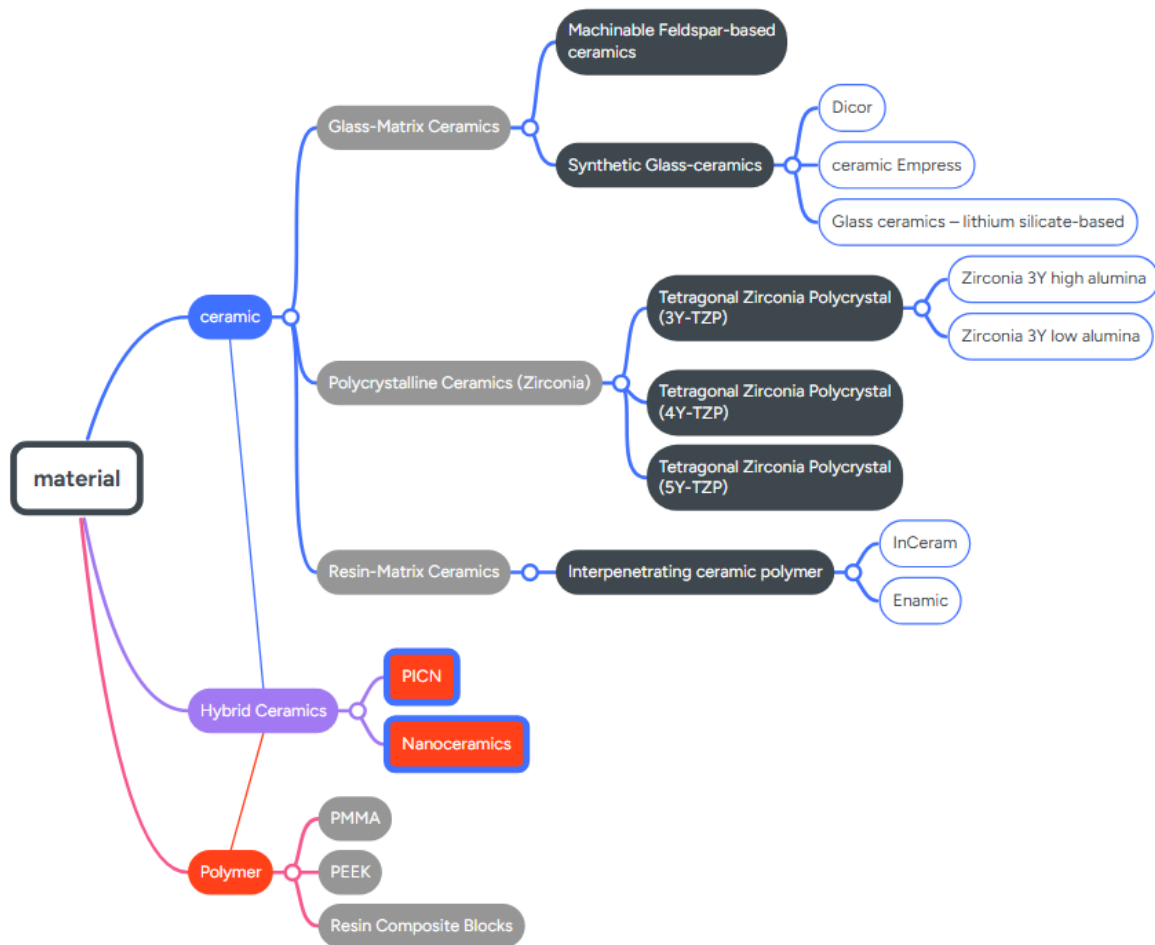 material
ceramic
Glass-Matrix Ceramics
Machinable Feldspar-based
ceramics
Synthetic Glass-ceramics
Dicor
ceramic Empress
Glass ceramics – lithium silicate-based
Polycrystalline Ceramics (Zirconia)
Tetragonal Zirconia Polycrystal
(3Y-TZP)
Zirconia 3Y high alumina
Zirconia 3Y low alumina
Tetragonal Zirconia Polycrystal
(4Y-TZP)
Tetragonal Zirconia Polycrystal
(5Y-TZP)
Resin-Matrix Ceramics
Interpenetrating ceramic polymer
InCeram
Enamic
Hybrid Ceramics
PICN
Nanoceramics
Polymer
PMMA
PEEK
Resin Composite Blocks